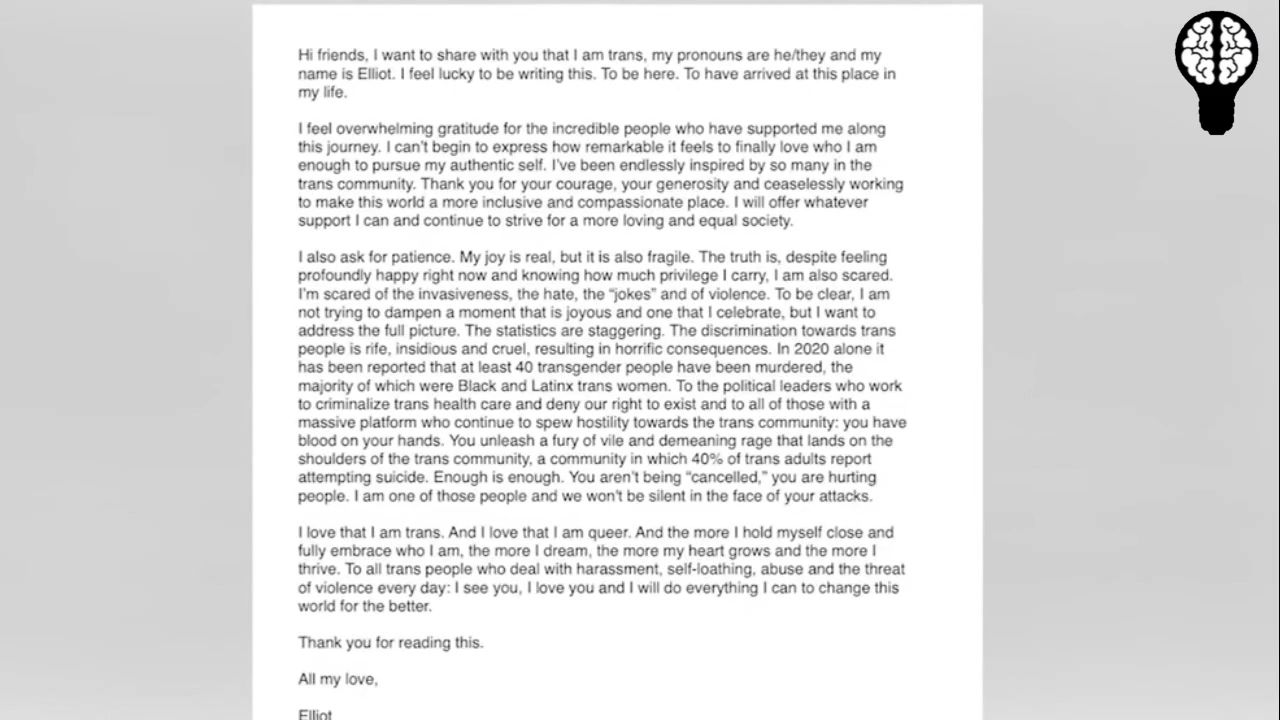 Hi friends, I want to share with you that I am trans, my pronouns are he/they and my
name is Elliot. I feel lucky to be writing this. To be here. To have arrived at this place in
my life.
I feel overwhelming gratitude for the incredible people who have supported me along
this journey. I can't begin to express how remarkable it feels to finally love who I am
enough to pursue my authentic self. I've been endlessly inspired by so many in the
trans community. Thank you for your courage, your generosity and ceaselessly working
to make this world a more inclusive and compassionate place. I will offer whatever
support I can and continue to strive for a more loving and equal society.
I also ask for patience. My joy is real, but it is also fragile. The truth is, despite feeling
profoundly happy right now and knowing how much privilege I carry, I am also scared.
I'm scared of the invasiveness, the hate, the “jokes” and of violence. To be clear, I am
not trying to dampen a moment that is joyous and one that I celebrate, but I want to
address the full picture. The statistics are staggering. The discrimination towards trans
people is rife, insidious and cruel, resulting in horrific consequences. In 2020 alone it
has been reported that at least 40 transgender people have been murdered, the
majority of which were Black and Latinx trans women. To the political leaders who work
to criminalize trans health care and deny our right to exist and to all of those with a
massive platform who continue to spew hostility towards the trans community: you have
blood on your hands. You unleash a fury of vile and demeaning rage that lands on the
shoulders of the trans community, a community in which 40% of trans adults report
attempting suicide. Enough is enough. You aren't being “cancelled,” you are hurting
people. I am one of those people and we won't be silent in the face of your attacks.
I love that I am trans. And I love that I am queer. And the more I hold myself close and
fully embrace who I am, the more I dream, the more my heart grows and the more I
thrive. To all trans people who deal with harassment, self-loathing, abuse and the threat
of violence every day: I see you, I love you and I will do everything I can to change this
world for the better.
Thank you for reading this.
All my love,
Elliot